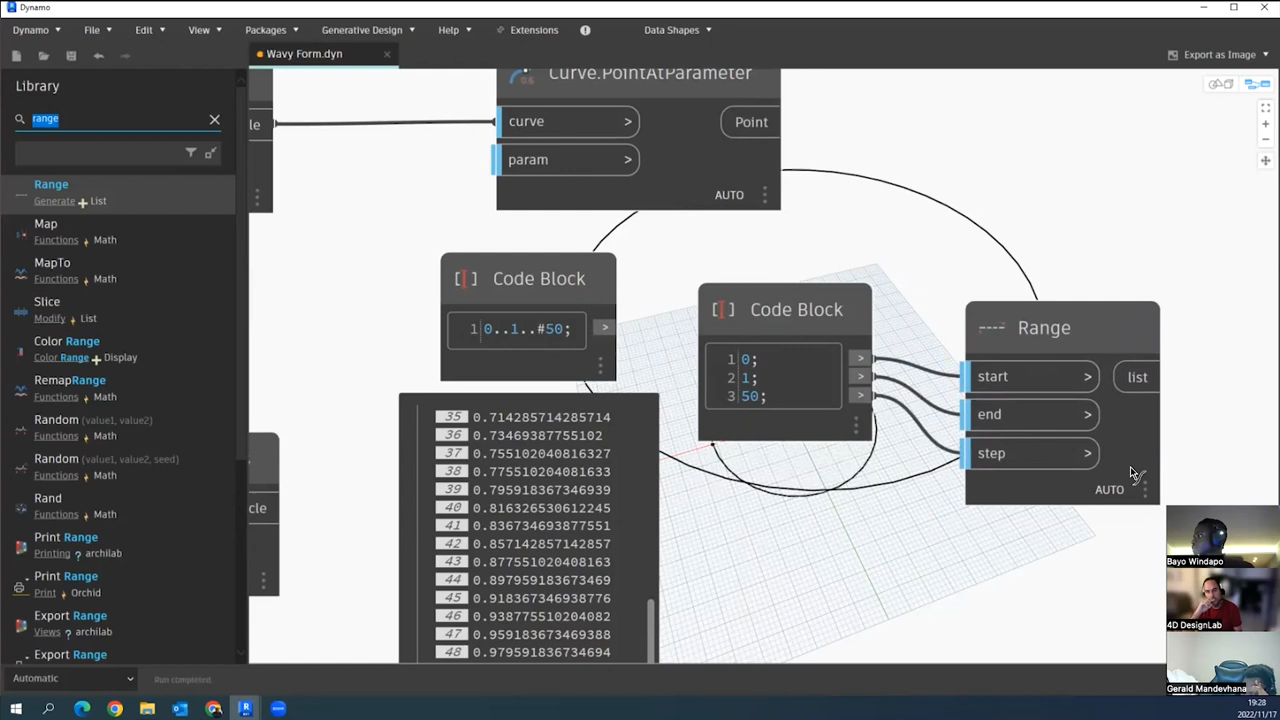 Dynamo
Dynamo File Edit View Packages Generative Design Help Extensions Data Shapes
Wavy Form.dyn
Export as Image
Library
range
Range
Generate List
Map
Functions Math
MapTo
Functions Math
Slice
Modify List
Color Range
Color Range Display
RemapRange
Functions Math
Random (value1, value2)
Functions Math
Random (value1, value2, seed)
Functions Math
Rand
Functions Math
Print Range
Printing ? archilab
Print Range
Print Orchid
Export Range
Views ? archilab
Export Range
Automatic
Run completed
le
cle
Curve.PointAtParameter
curve >
param >
Point
AUTO
[ ] Code Block
1 0..1..#50;
>
35 0.714285714285714
36 0.73469387755102
37 0.755102040816327
38 0.775510204081633
39 0.795918367346939
40 0.816326530612245
41 0.837734693877551
42 0.857142857142857
43 0.877551020408163
44 0.897959183673469
45 0.918367346938776
46 0.938775510204082
47 0.959183673469388
48 0.979591836734694
[ ] Code Block
1 0; >
2 1; >
3 50; >
Range
start >
end >
step >
list
AUTO
Bayo Windapo
4D DesignLab
Gerald Mandevhana
19:28
2022/11/17